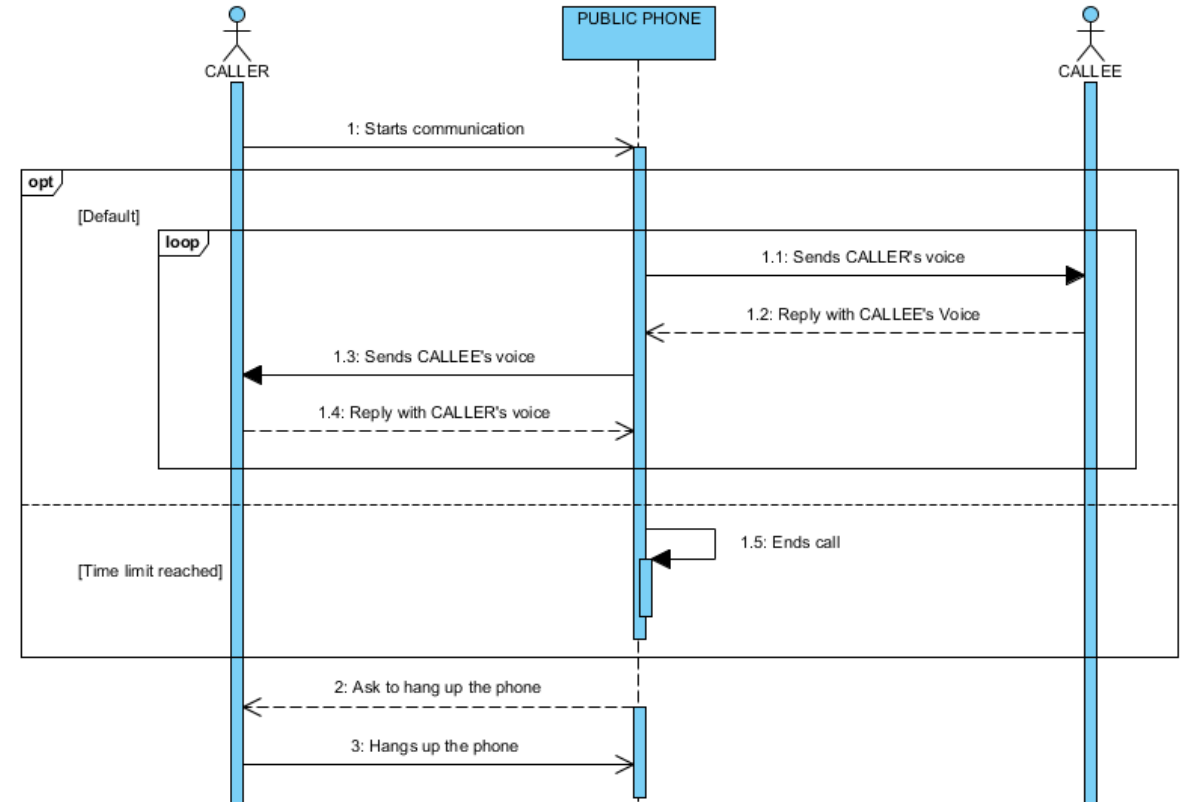 CALLER
PUBLIC PHONE
CALLEE
1: Starts communication
opt
[Default]
loop
1.1: Sends CALLER's voice
1.2: Reply with CALLEE's Voice
1.3: Sends CALLEE's voice
1.4: Reply with CALLER's voice
1.5: Ends call
[Time limit reached]
2: Ask to hang up the phone
3: Hangs up the phone